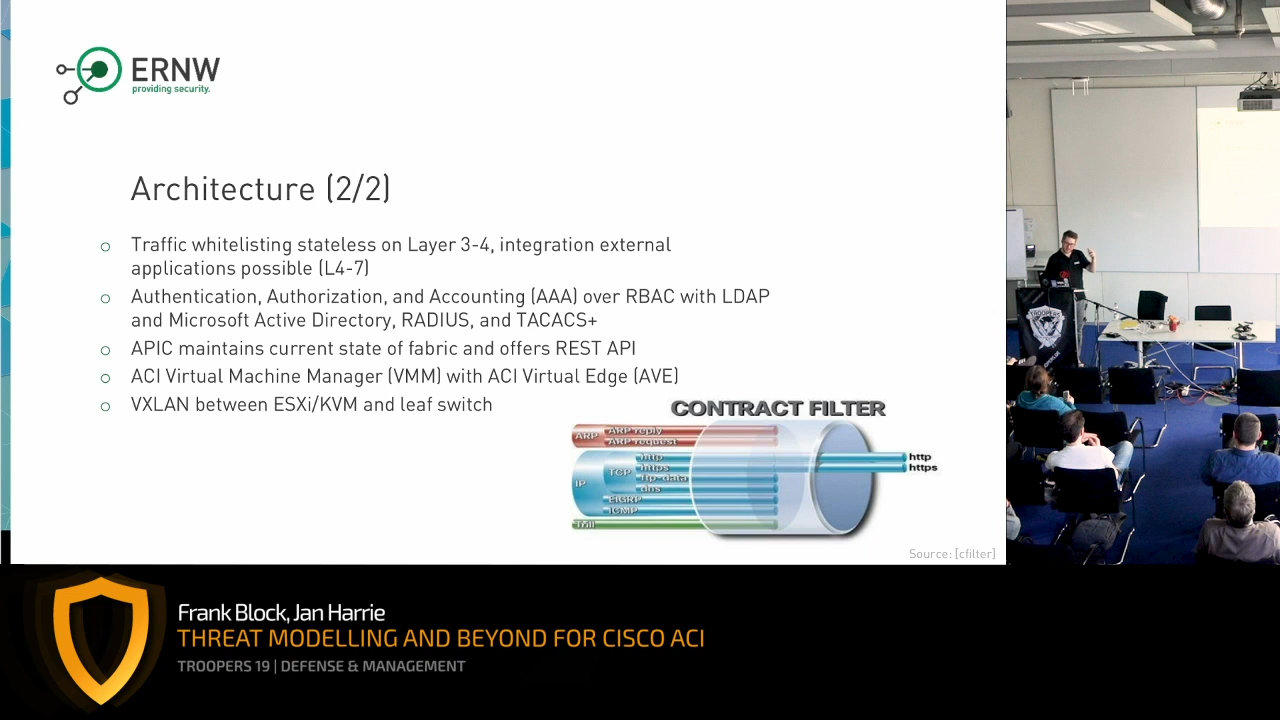 ERNW
providing security.
Architecture (2/2)
Traffic whitelisting stateless on Layer 3-4, integration external
applications possible (L4-7)
Authentication, Authorization, and Accounting (AAA) over RBAC with LDAP
and Microsoft Active Directory, RADIUS, and TACACS+
APIC maintains current state of fabric and offers REST API
ACI Virtual Machine Manager (VMM) with ACI Virtual Edge (AVE)
VXLAN between ESXi/KVM and leaf switch
CONTRACT FILTER
ARP
ARP reply
ARP request
IP
TCP
http
https
ftp-data
dns
EIGRP
ICMP
Trill
http
https
Source: [cfilter]
TROOPERS
Frank Block, Jan Harrie
THREAT MODELLING AND BEYOND FOR CISCO ACI
TROOPERS 19 | DEFENSE & MANAGEMENT